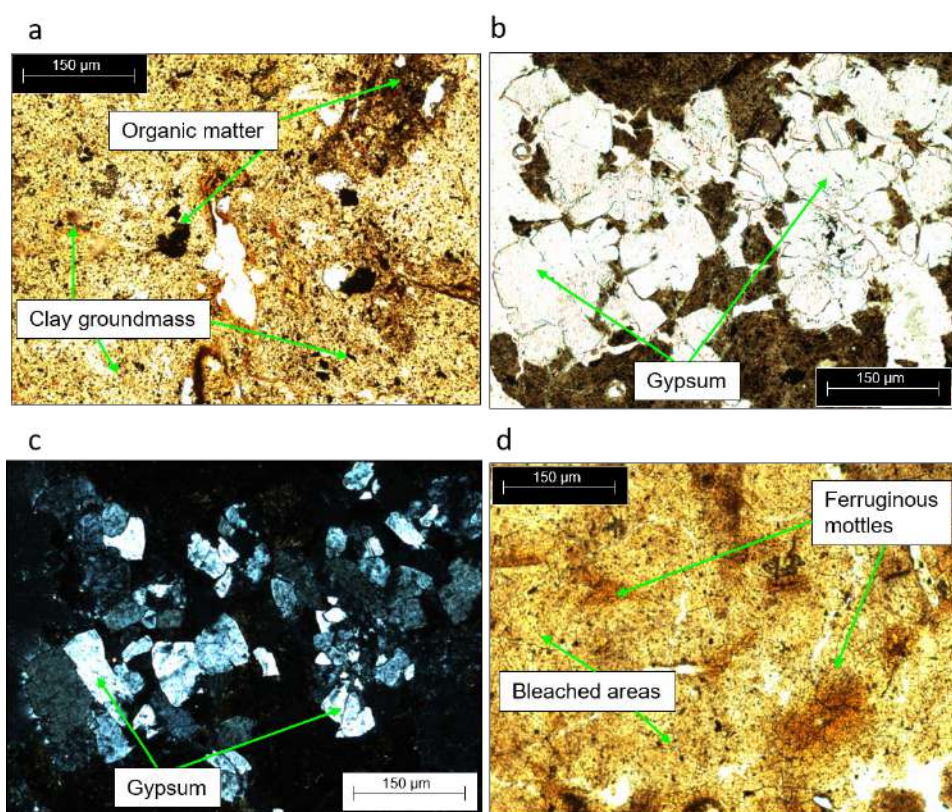 a
150 µm
Organic matter
Clay groundmass
b
Gypsum
150 µm
c
Gypsum
150 µm
d
150 µm
Ferruginous
mottles
Bleached areas